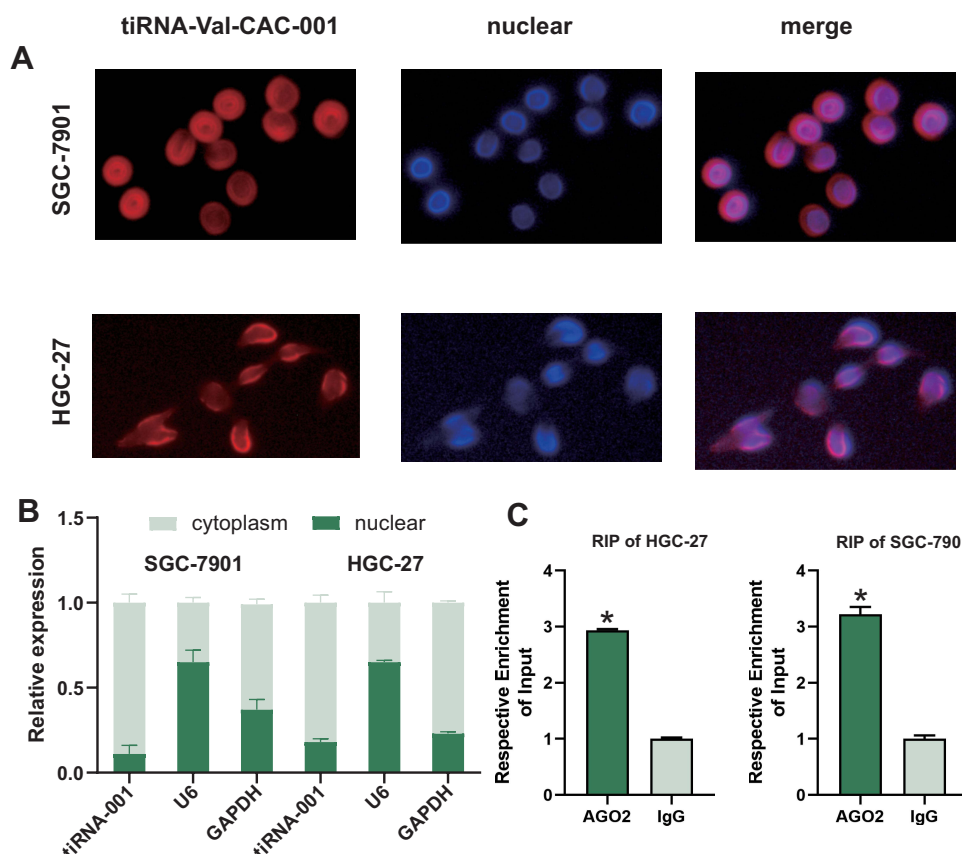 tiRNA-Val-CAC-001 nuclear merge
A
SGC-7901
HGC-27
B
cytoplasm nuclear
SGC-7901 HGC-27
Relative expression
1.5
1.0
0.5
0.0
tiRNA-001 U6 GAPDH tiRNA-001 U6 GAPDH
C
RIP of HGC-27
Respective Enrichment
of Input
4
3
2
1
0
*
AGO2 IgG
RIP of SGC-790
Respective Enrichment
of Input
4
3
2
1
0
*
AGO2 IgG